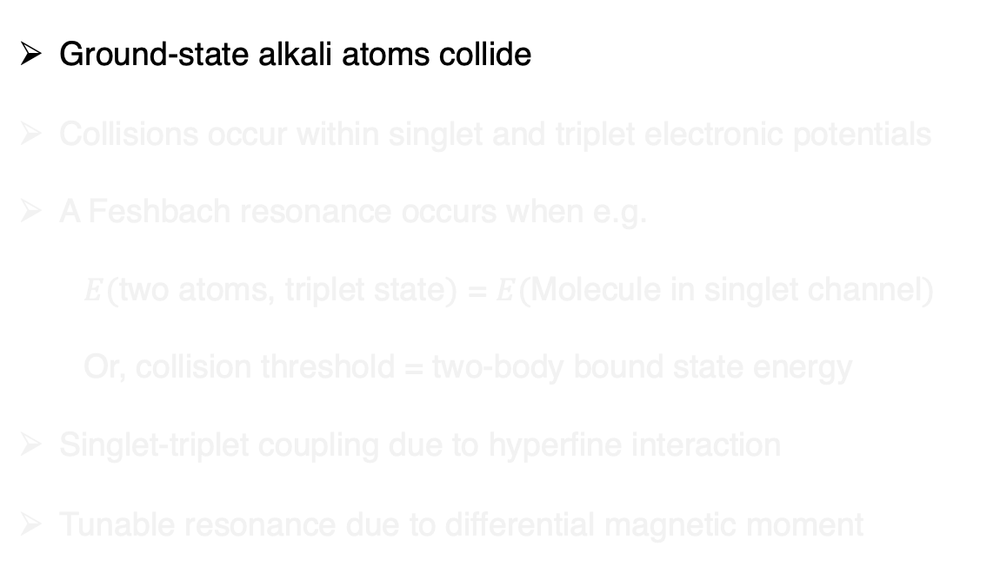 ➢ Ground-state alkali atoms collide
➢ Collisions occur within singlet and triplet electronic potentials
➢ A Feshbach resonance occurs when e.g.
E(two atoms, triplet state) = E(Molecule in singlet channel)
Or, collision threshold = two-body bound state energy
➢ Singlet-triplet coupling due to hyperfine interaction
➢ Tunable resonance due to differential magnetic moment